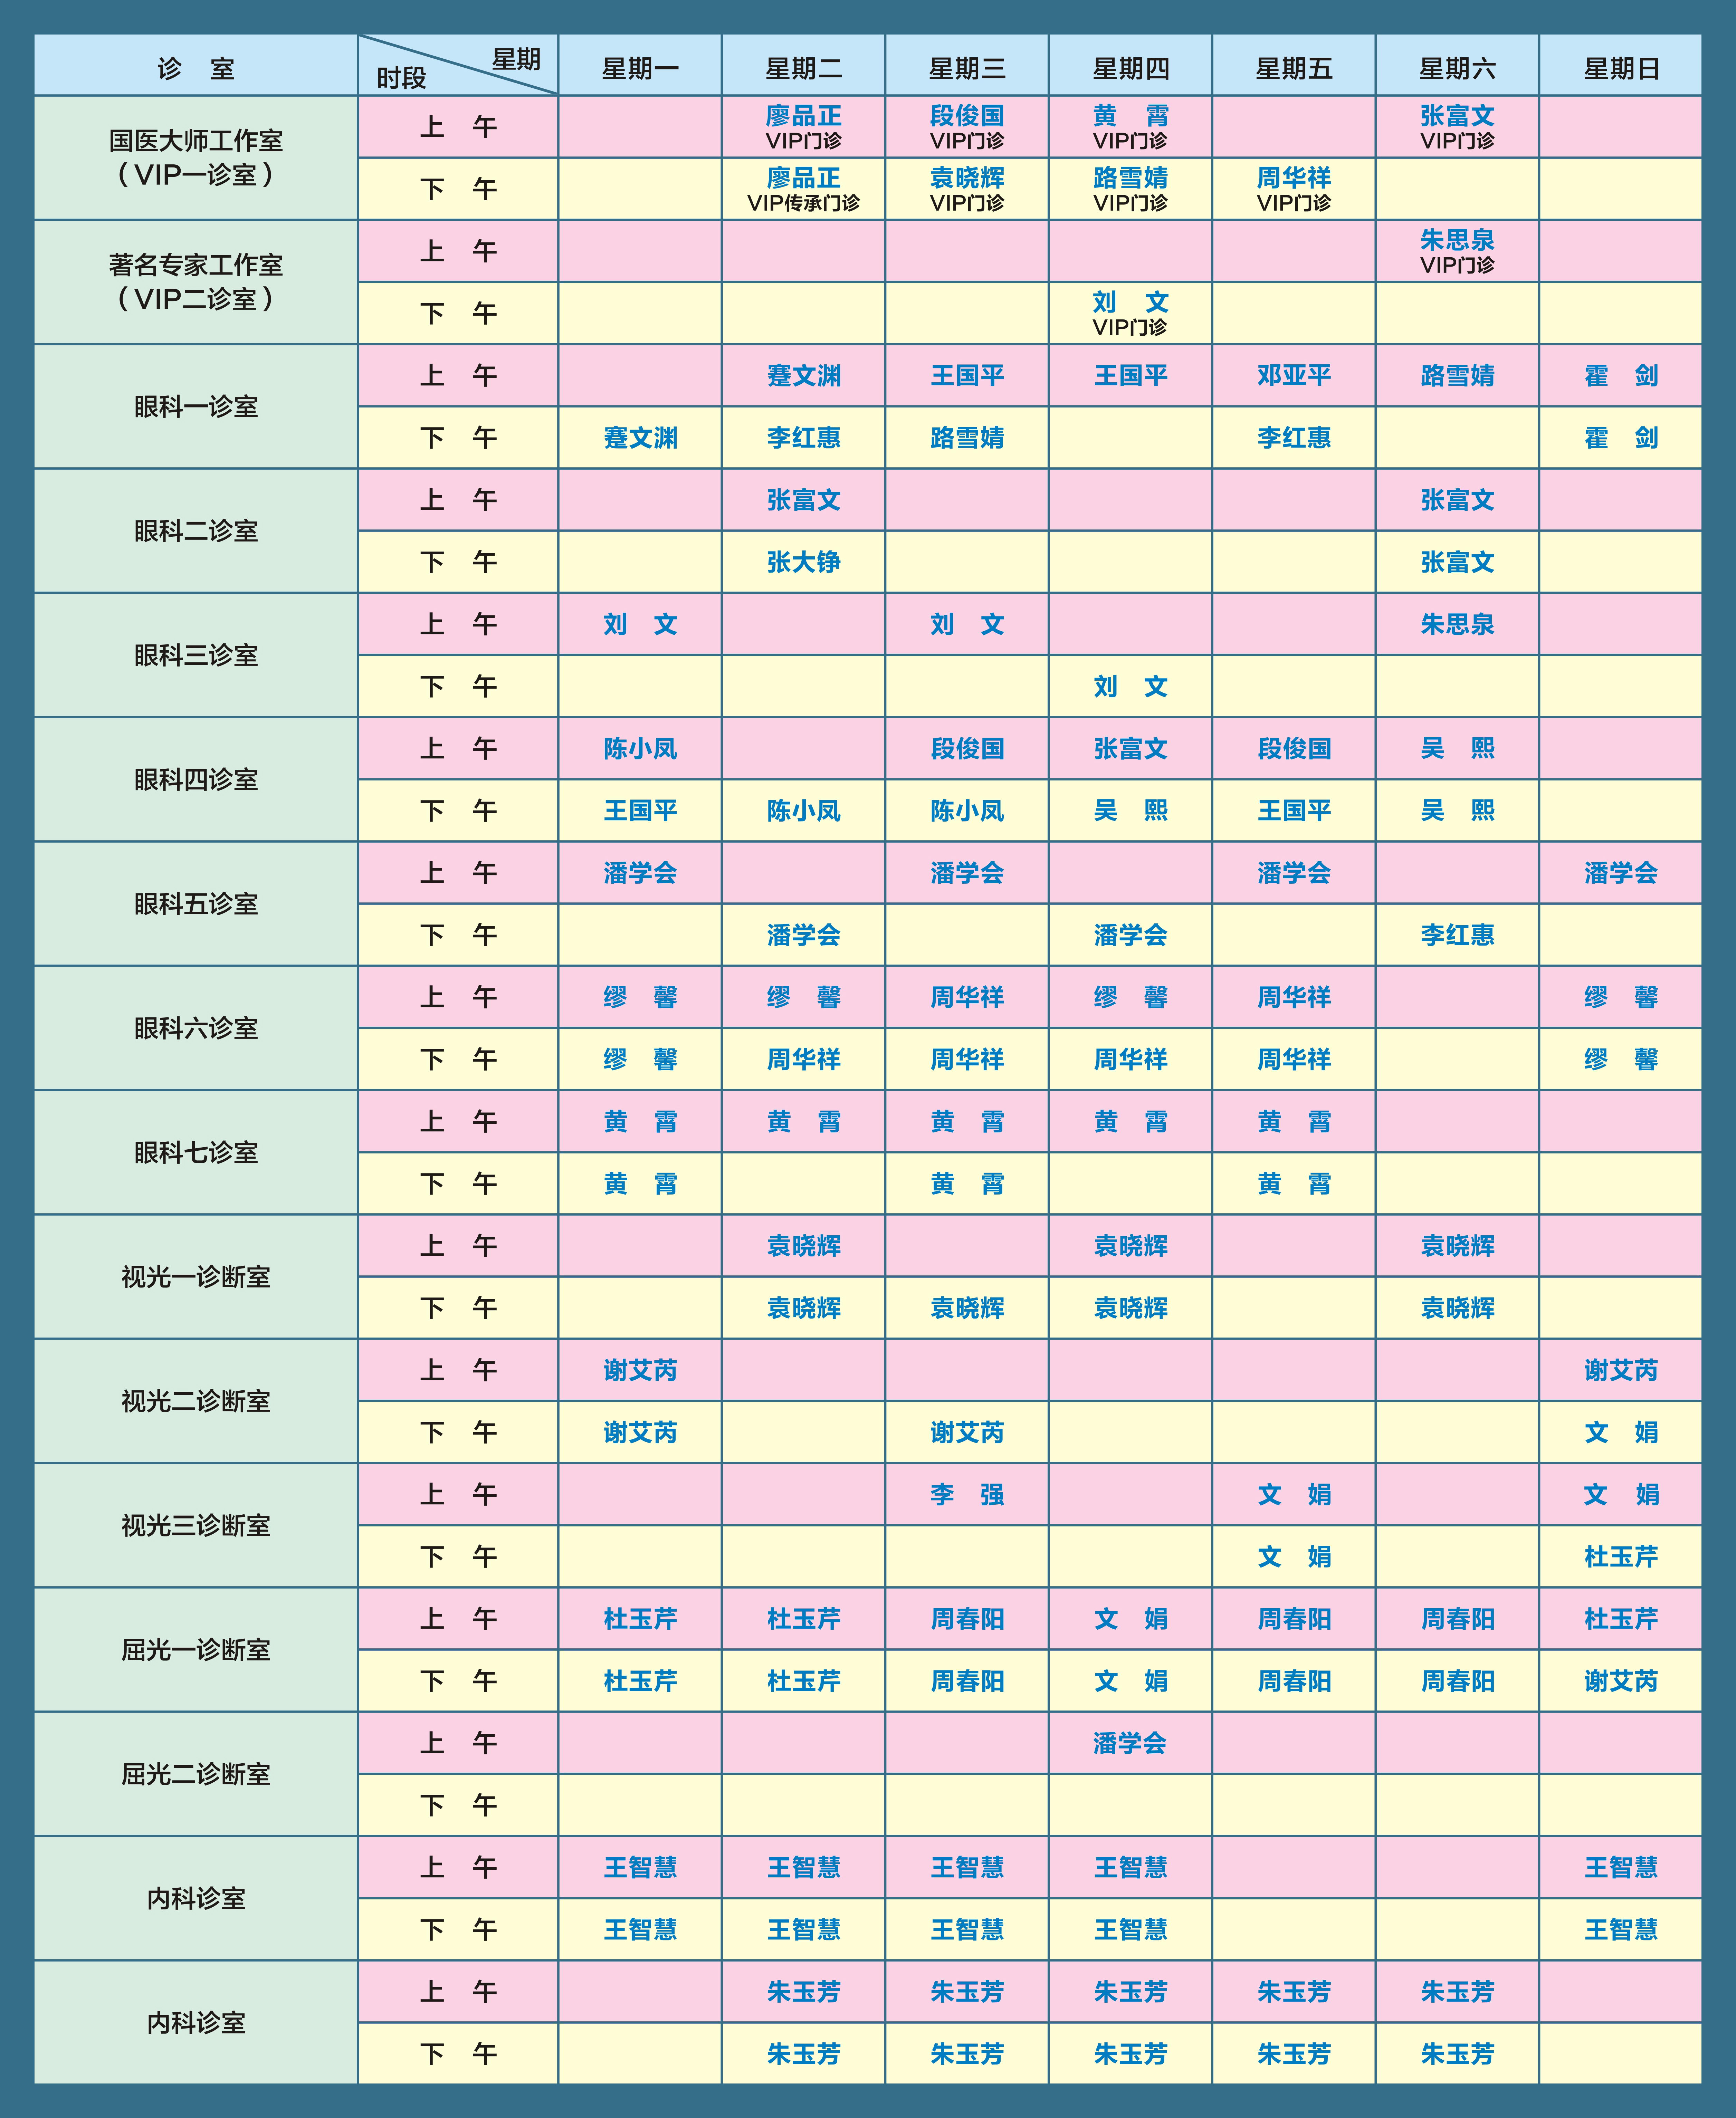 诊　室 时段 星期 星期一 星期二 星期三 星期四 星期五 星期六 星期日
国医大师工作室
（VIP一诊室）
上　午 廖品正 段俊国 黄　霄 张富文
VIP门诊 VIP门诊 VIP门诊 VIP门诊
下　午 廖品正 袁晓辉 路雪婧 周华祥
VIP传承门诊 VIP门诊 VIP门诊 VIP门诊
著名专家工作室
（VIP二诊室）
上　午 朱思泉
VIP门诊
下　午 刘　文
VIP门诊
眼科一诊室
上　午 蹇文渊 王国平 王国平 邓亚平 路雪婧 霍　剑
下　午 蹇文渊 李红惠 路雪婧 李红惠 霍　剑
眼科二诊室
上　午 张富文 张富文
下　午 张大铮 张富文
眼科三诊室
上　午 刘　文 刘　文 朱思泉
下　午 刘　文
眼科四诊室
上　午 陈小凤 段俊国 张富文 段俊国 吴　熙
下　午 王国平 陈小凤 陈小凤 吴　熙 王国平 吴　熙
眼科五诊室
上　午 潘学会 潘学会 潘学会 潘学会
下　午 潘学会 潘学会 李红惠
眼科六诊室
上　午 缪　馨 缪　馨 周华祥 缪　馨 周华祥 缪　馨
下　午 缪　馨 周华祥 周华祥 周华祥 周华祥 缪　馨
眼科七诊室
上　午 黄　霄 黄　霄 黄　霄 黄　霄 黄　霄
下　午 黄　霄 黄　霄 黄　霄
视光一诊断室
上　午 袁晓辉 袁晓辉 袁晓辉
下　午 袁晓辉 袁晓辉 袁晓辉 袁晓辉
视光二诊断室
上　午 谢艾芮 谢艾芮
下　午 谢艾芮 谢艾芮 文　娟
视光三诊断室
上　午 李　强 文　娟 文　娟
下　午 文　娟 杜玉芹
屈光一诊断室
上　午 杜玉芹 杜玉芹 周春阳 文　娟 周春阳 周春阳 杜玉芹
下　午 杜玉芹 杜玉芹 周春阳 文　娟 周春阳 周春阳 谢艾芮
屈光二诊断室
上　午 潘学会
下　午
内科诊室
上　午 王智慧 王智慧 王智慧 王智慧 王智慧
下　午 王智慧 王智慧 王智慧 王智慧 王智慧
内科诊室
上　午 朱玉芳 朱玉芳 朱玉芳 朱玉芳 朱玉芳
下　午 朱玉芳 朱玉芳 朱玉芳 朱玉芳 朱玉芳